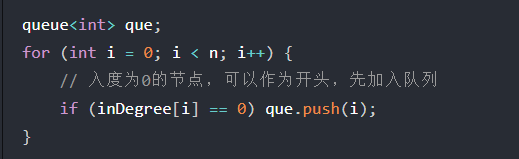 queue<int> que;
for (int i = 0; i < n; i++) {
    // 入度为0的节点，可以作为开头，先加入队列
    if (inDegree[i] == 0) que.push(i);
}